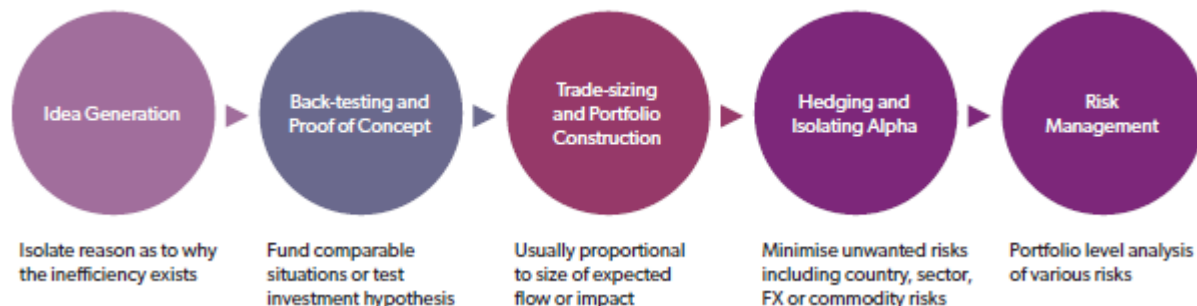 Idea Generation
Back-testing and
Proof of Concept
Trade-sizing
and Portfolio
Construction
Hedging and
Isolating Alpha
Risk
Management
Isolate reason as to why
the inefficiency exists
Fund comparable
situations or test
investment hypothesis
Usually proportional
to size of expected
flow or impact
Minimise unwanted risks
including country, sector,
FX or commodity risks
Portfolio level analysis
of various risks